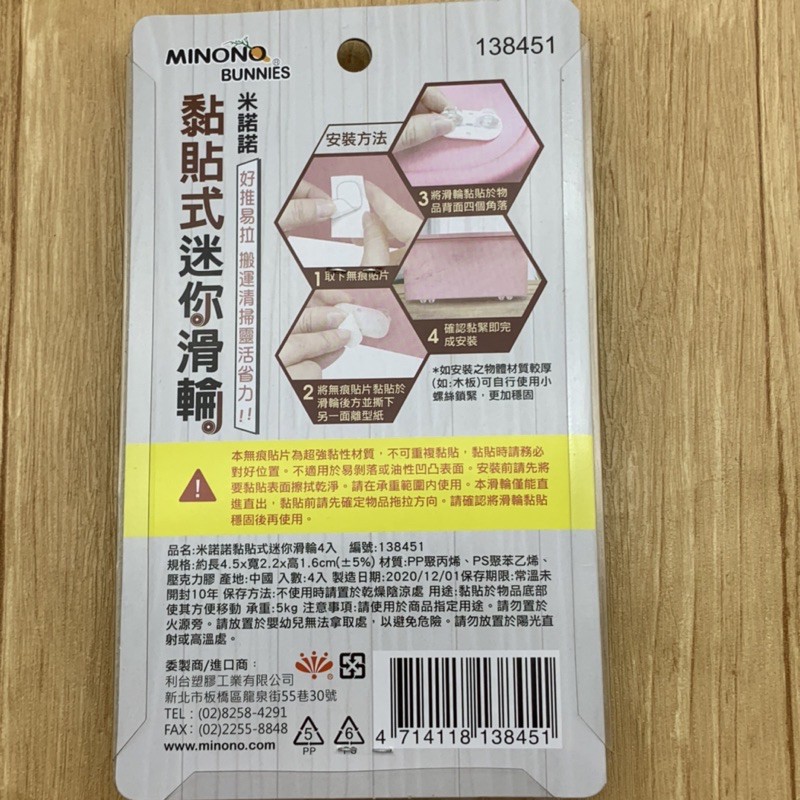 MINONO
BUNNIES
138451
米諾諾
黏貼式迷你滑輪
好推易拉 搬運清掃靈活省力!!
安裝方法
1 取下無痕貼片
2 將無痕貼片黏貼於
滑輪後方並撕下
另一面離型紙
3 將滑輪黏貼於物
品背面四個角落
4 確認黏緊即完
成安裝
*如安裝之物體材質較厚
(如:木板)可自行使用小
螺絲鎖緊，更加穩固
本無痕貼片為超強黏性材質，不可重複黏貼，黏貼時請務必
對好位置。不適用於易剝落或油性凹凸表面。安裝前請先將
要黏貼表面擦拭乾淨。請在承重範圍內使用。本滑輪僅能直
進直出，黏貼前請先確定物品拖拉方向。請確認將滑輪黏貼
穩固後再使用。
品名:米諾諾黏貼式迷你滑輪4入 編號:138451
規格:約長4.5x寬2.2x高1.6cm(±5%) 材質:PP聚丙烯、PS聚苯乙烯、
壓克力膠 產地:中國 入數:4入 製造日期:2020/12/01保存期限:常溫未
開封10年 保存方法:不使用時請置於乾燥陰涼處 用途:黏貼於物品底部
使其方便移動 承重:5kg 注意事項:請使用於商品指定用途。請勿置於
火源旁。請放置於嬰幼兒無法拿取處，以避免危險。請勿放置於陽光直
射或高溫處。
委製商/進口商：
利台塑膠工業有限公司
新北市板橋區龍泉街55巷30號
TEL : (02)8258-4291
FAX: (02)2255-8848
www.minono.com
5
PP
6
4 714118 138451